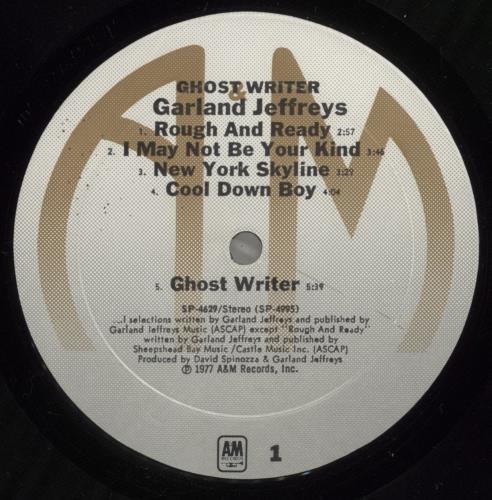 GHOST WRITER
&
Garland Jeffreys
1. Rough And Ready 2:57
2. I May Not Be Your Kind 3:46
3. New York Skyline 3:29
4. Cool Down Boy 4:04
5. Ghost Writer 5:39
SP-4629/Stereo (SP-4995)
...l selections written by Garland Jeffreys and published by
Garland Jeffreys Music (ASCAP) except "Rough And Ready"
written by Garland Jeffreys and published by
Sheepshead Bay Music/Castle Music Inc. (ASCAP)
Produced by David Spinozza & Garland Jeffreys
℗ 1977 A&M Records, Inc.
AM
RECORDS
1